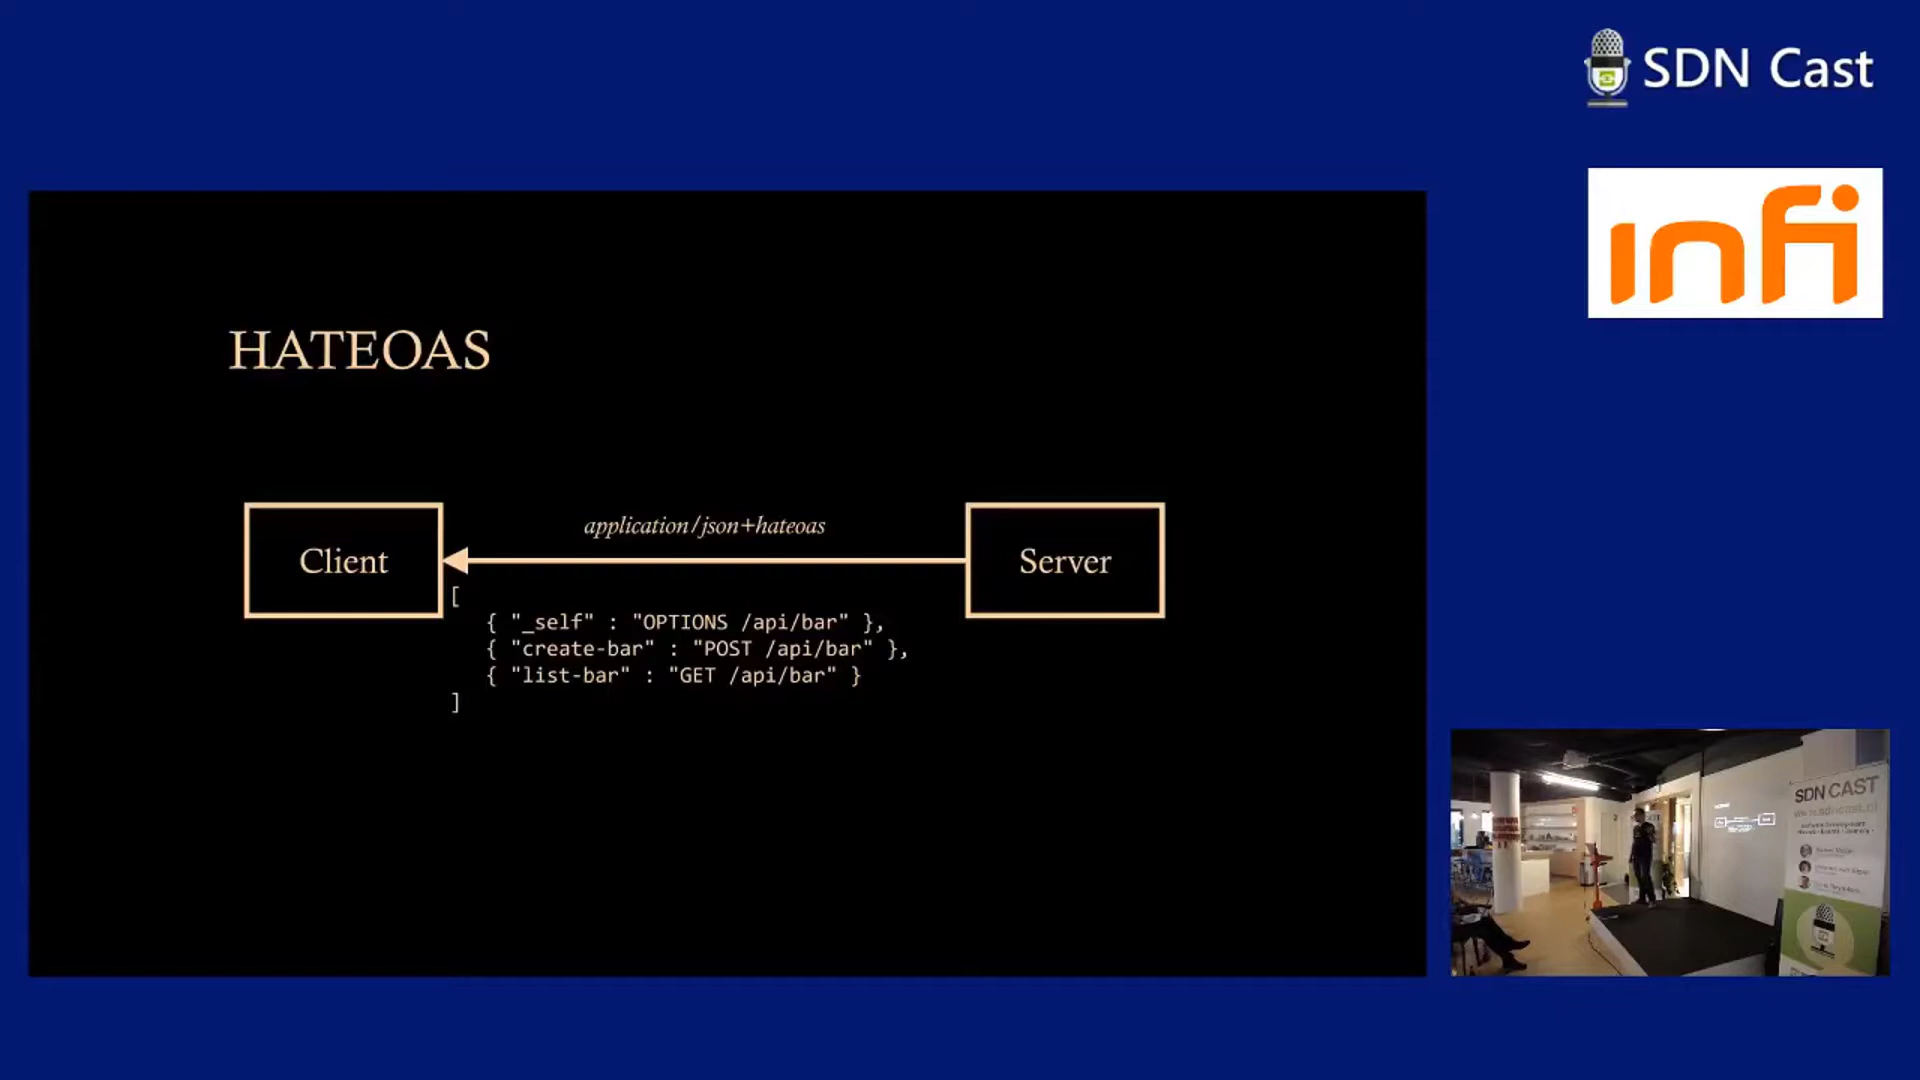 SDN Cast
infi
HATEOAS
application/json+hateoas
Client
Server
[
{ "_self" : "OPTIONS /api/bar" },
{ "create-bar" : "POST /api/bar" },
{ "list-bar" : "GET /api/bar" }
]
SDN CAST